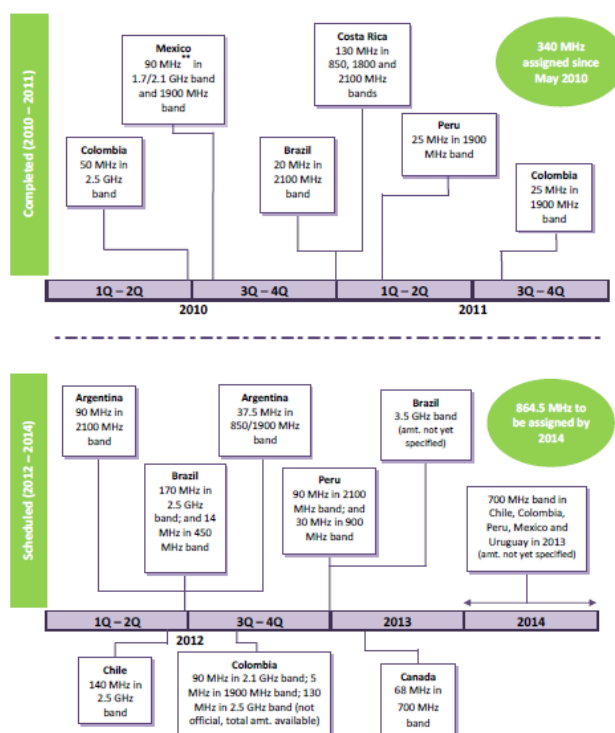 Completed (2010 – 2011)
Mexico
90 MHz** in
1.7/2.1 GHz band
and 1900 MHz
band
Costa Rica
130 MHz in
850, 1800 and
2100 MHz
bands
340 MHz
assigned since
May 2010
Colombia
50 MHz in
2.5 GHz
band
Brazil
20 MHz in
2100 MHz
band
Peru
25 MHz in 1900
MHz band
Colombia
25 MHz in
1900 MHz
band
1Q – 2Q
3Q – 4Q
1Q – 2Q
3Q – 4Q
2010
2011
Scheduled (2012 – 2014)
Argentina
90 MHz in
2100 MHz
band
Argentina
37.5 MHz in
850/1900 MHz
band
Brazil
3.5 GHz band
(amt. not yet
specified)
864.5 MHz to
be assigned by
2014
Brazil
170 MHz in
2.5 GHz
band; and 14
MHz in 450
MHz band
Peru
90 MHz in 2100
MHz band; and
30 MHz in 900
MHz band
700 MHz band in
Chile, Colombia,
Peru, Mexico and
Uruguay in 2013
(amt. not yet specified)
1Q – 2Q
3Q – 4Q
2013
2014
2012
Chile
140 MHz in
2.5 GHz
band
Colombia
90 MHz in 2.1 GHz band; 5
MHz in 1900 MHz band; 130
MHz in 2.5 GHz band (not
official, total amt. available)
Canada
68 MHz in
700 MHz
band